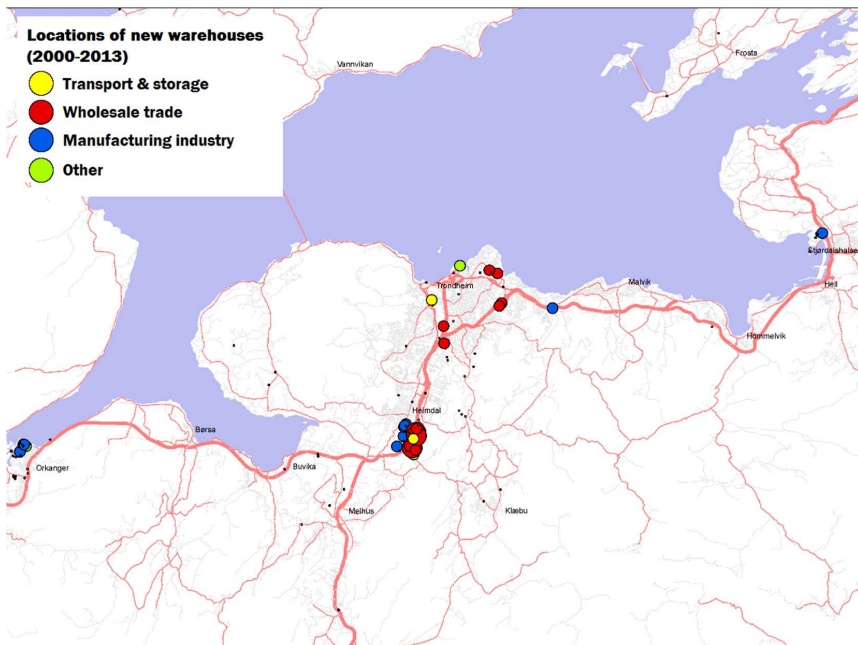 Locations of new warehouses
(2000-2013)
Transport & storage
Wholesale trade
Manufacturing industry
Other
Vannvikan
Frosta
Stjørdalshalsen
Hell
Malvik
Trondheim
Hommelvik
Heimdal
Børsa
Buvika
Orkanger
Melhus
Klæbu